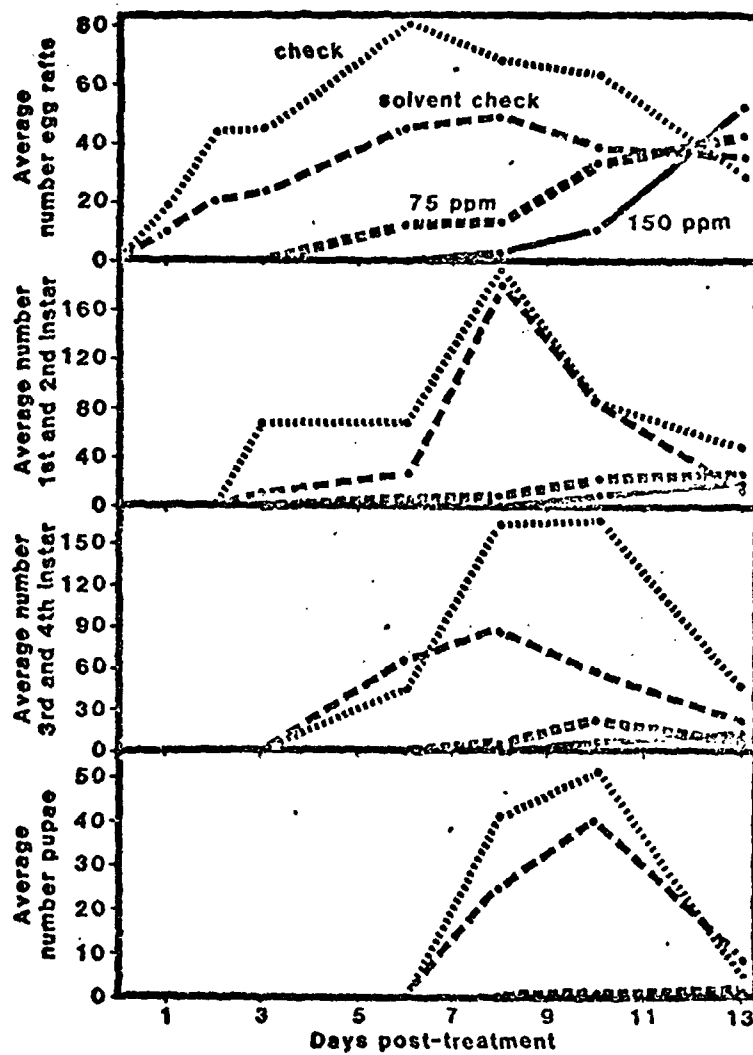 Average
number egg rafts
80
60
40
20
0
check
solvent check
75 ppm
150 ppm
Average number
1st and 2nd Instar
160
120
80
40
0
Average number
3rd and 4th Instar
150
120
90
60
30
0
Average
number pupae
50
40
30
20
10
0
1 3 5 7 9 11 13
Days post-treatment